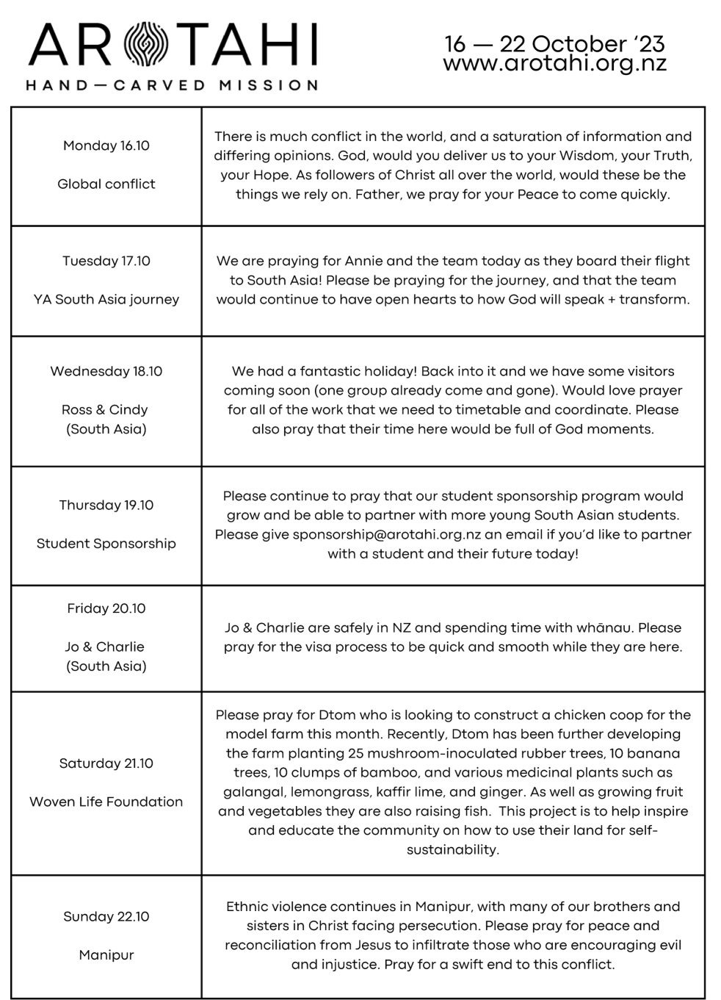 AROTAHI
HAND—CARVED MISSION
16 — 22 October ‘23
www.arotahi.org.nz
Monday 16.10
Global conflict
There is much conflict in the world, and a saturation of information and
differing opinions. God, would you deliver us to your Wisdom, your Truth,
your Hope. As followers of Christ all over the world, would these be the
things we rely on. Father, we pray for your Peace to come quickly.
Tuesday 17.10
YA South Asia journey
We are praying for Annie and the team today as they board their flight
to South Asia! Please be praying for the journey, and that the team
would continue to have open hearts to how God will speak + transform.
Wednesday 18.10
Ross & Cindy
(South Asia)
We had a fantastic holiday! Back into it and we have some visitors
coming soon (one group already come and gone). Would love prayer
for all of the work that we need to timetable and coordinate. Please
also pray that their time here would be full of God moments.
Thursday 19.10
Student Sponsorship
Please continue to pray that our student sponsorship program would
grow and be able to partner with more young South Asian students.
Please give sponsorship@arotahi.org.nz an email if you’d like to partner
with a student and their future today!
Friday 20.10
Jo & Charlie
(South Asia)
Jo & Charlie are safely in NZ and spending time with whānau. Please
pray for the visa process to be quick and smooth while they are here.
Saturday 21.10
Woven Life Foundation
Please pray for Dtom who is looking to construct a chicken coop for the
model farm this month. Recently, Dtom has been further developing
the farm planting 25 mushroom-inoculated rubber trees, 10 banana
trees, 10 clumps of bamboo, and various medicinal plants such as
galangal, lemongrass, kaffir lime, and ginger. As well as growing fruit
and vegetables they are also raising fish.  This project is to help inspire
and educate the community on how to use their land for self-
sustainability.
Sunday 22.10
Manipur
Ethnic violence continues in Manipur, with many of our brothers and
sisters in Christ facing persecution. Please pray for peace and
reconciliation from Jesus to infiltrate those who are encouraging evil
and injustice. Pray for a swift end to this conflict.